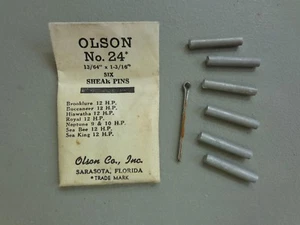 OLSON
No. 24*
13/64" x 1-3/16"
SIX
SHEAR PINS
Brooklure 12 H.P.
Buccaneer 12 H.P.
Hiawatha 12 H.P.
Royal 12 H.P.
Neptune 9 & 10 H.P.
Sea Bee 12 H.P.
Sea King 12 H.P.
Olson Co., Inc.
SARASOTA, FLORIDA
* TRADE MARK